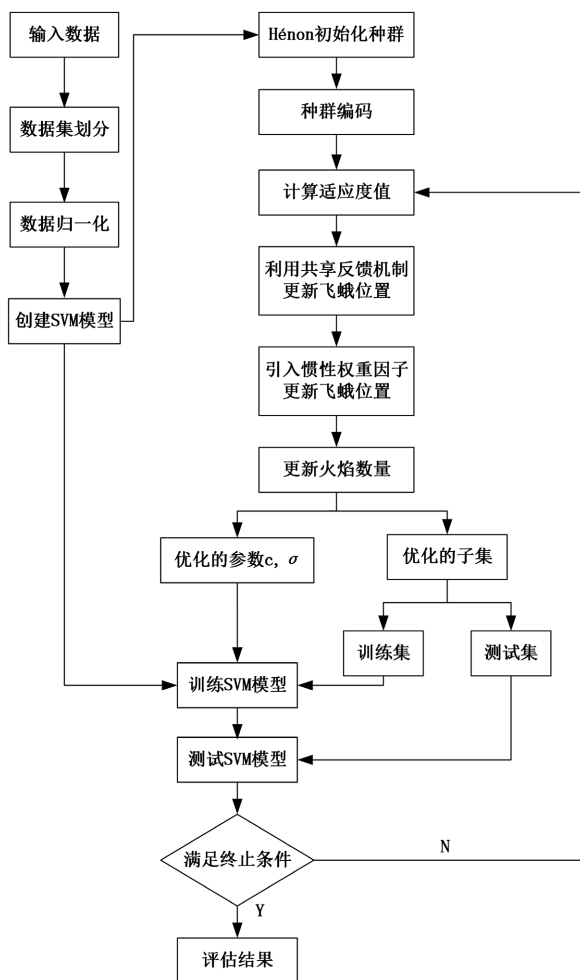 输入数据
Hénon初始化种群
数据集划分
种群编码
计算适应度值
数据归一化
利用共享反馈机制
更新飞蛾位置
创建SVM模型
引入惯性权重因子
更新飞蛾位置
更新火焰数量
优化的参数c, σ
优化的子集
训练集
测试集
训练SVM模型
测试SVM模型
满足终止条件
N
Y
评估结果